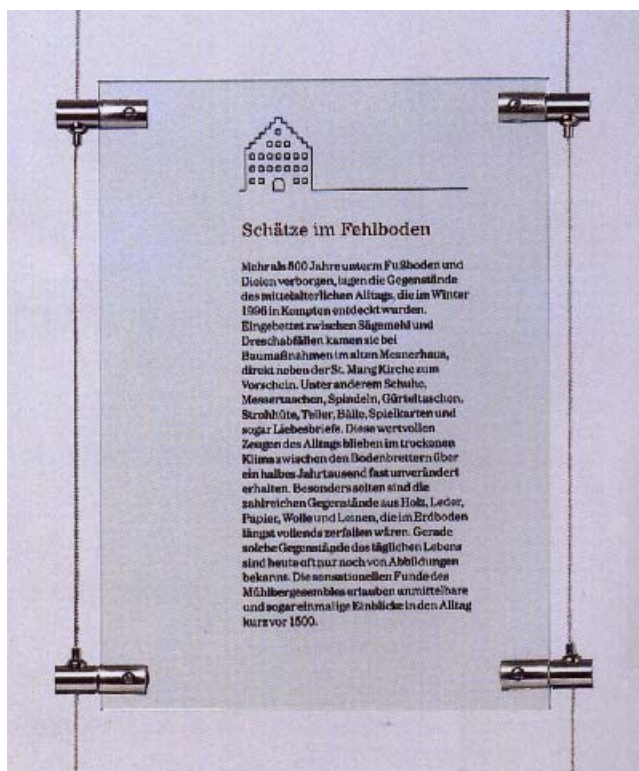 Schätze im Fehlboden
Mehr als 500 Jahre unterm Fußboden und
Dielen verborgen, lagen die Gegenstände
des mittelalterlichen Alltags, die im Winter
1996 in Kempten entdeckt wurden.
Eingebettet zwischen Sägemehl und
Dreschabfällen kamen sie bei
Baumaßnahmen im alten Mesnerhaus,
direkt neben der St. Mang Kirche zum
Vorschein. Unter anderem Schuhe,
Messertaschen, Spindeln, Gürteltaschen,
Strohhüte, Teller, Bälle, Spielkarten und
sogar Liebesbriefe. Diese wertvollen
Zeugen des Alltags blieben im trockenen
Klima zwischen den Bodenbrettern über
ein halbes Jahrtausend fast unverändert
erhalten. Besonders selten sind die
zahlreichen Gegenstände aus Holz, Leder,
Papier, Wolle und Leinen, die im Erdboden
längst vollends zerfallen wären. Gerade
solche Gegenstände des täglichen Lebens
sind heute oft nur noch von Abbildungen
bekannt. Die sensationellen Funde des
Mühlbergesembles erlauben unmittelbare
und sogar einmalige Einblicke in den Alltag
kurz vor 1500.